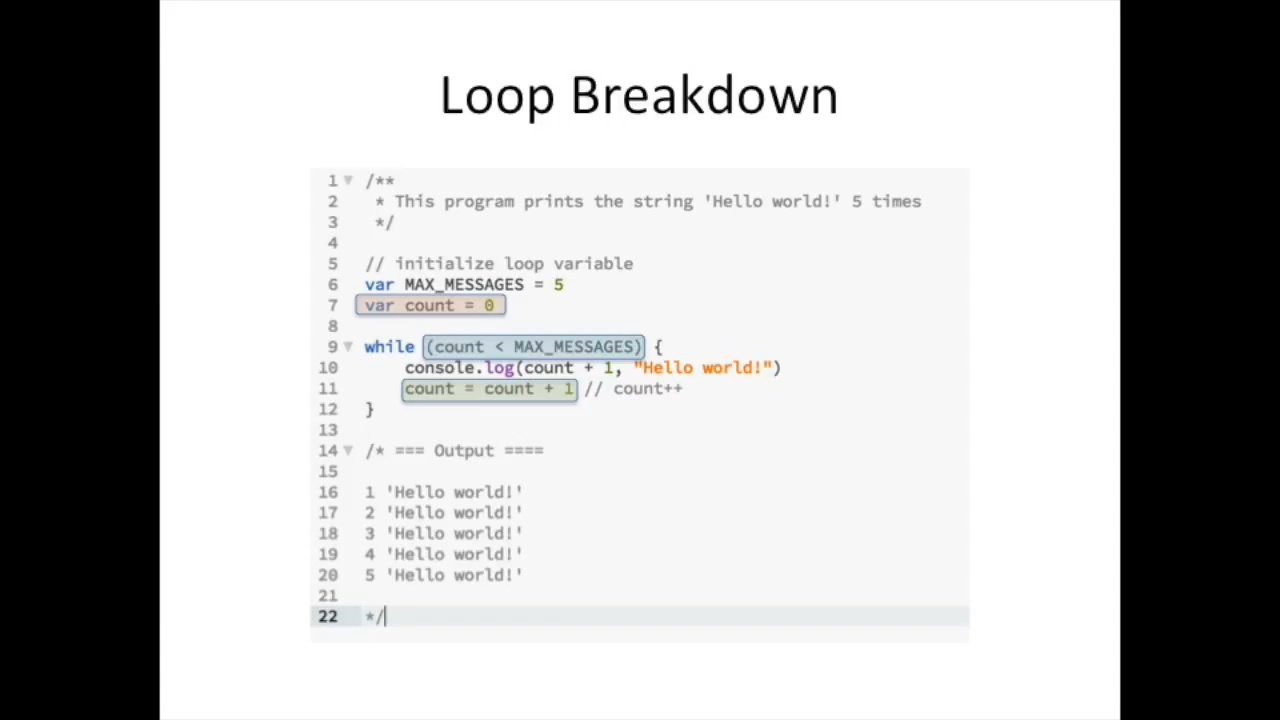 Loop Breakdown
1 /**
2 * This program prints the string 'Hello world!' 5 times
3 */
4
5 // initialize loop variable
6 var MAX_MESSAGES = 5
7 var count = 0
8
9 while (count < MAX_MESSAGES) {
10 console.log(count + 1, "Hello world!")
11 count = count + 1 // count++
12 }
13
14 /* === Output ====
15
16 1 'Hello world!'
17 2 'Hello world!'
18 3 'Hello world!'
19 4 'Hello world!'
20 5 'Hello world!'
21
22 */